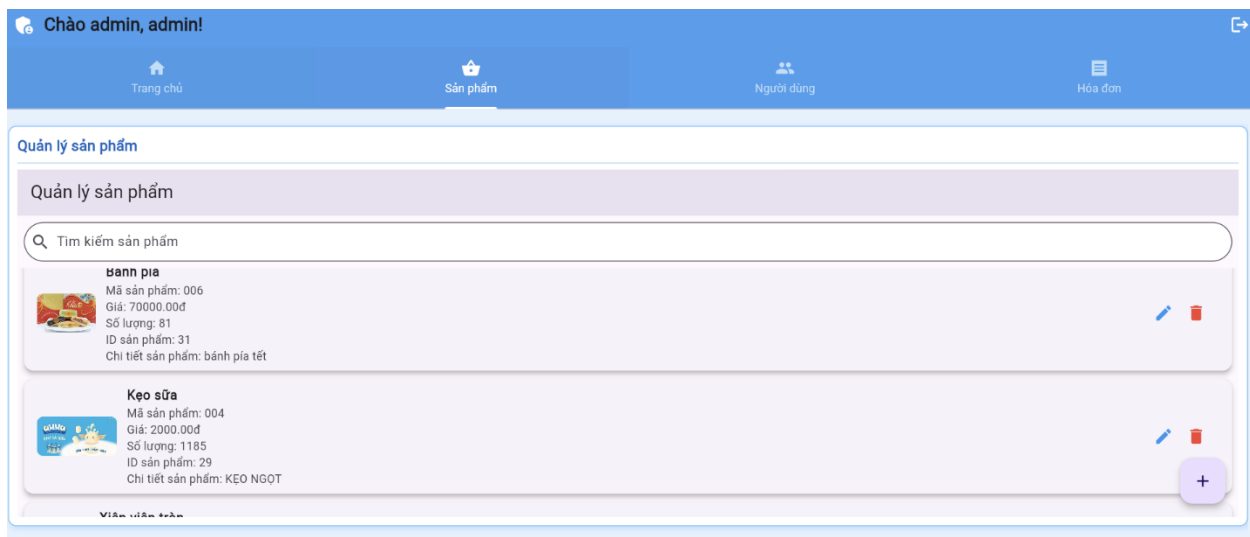 Chào admin, admin!
Trang chủ
Sản phẩm
Người dùng
Hóa đơn
Quản lý sản phẩm
Quản lý sản phẩm
Tìm kiếm sản phẩm
Bánh pía
Mã sản phẩm: 006
Giá: 70000.00đ
Số lượng: 81
ID sản phẩm: 31
Chi tiết sản phẩm: bánh pía tết
Kẹo sữa
Mã sản phẩm: 004
Giá: 2000.00đ
Số lượng: 1185
ID sản phẩm: 29
Chi tiết sản phẩm: KẸO NGỌT
Xiên viên tròn